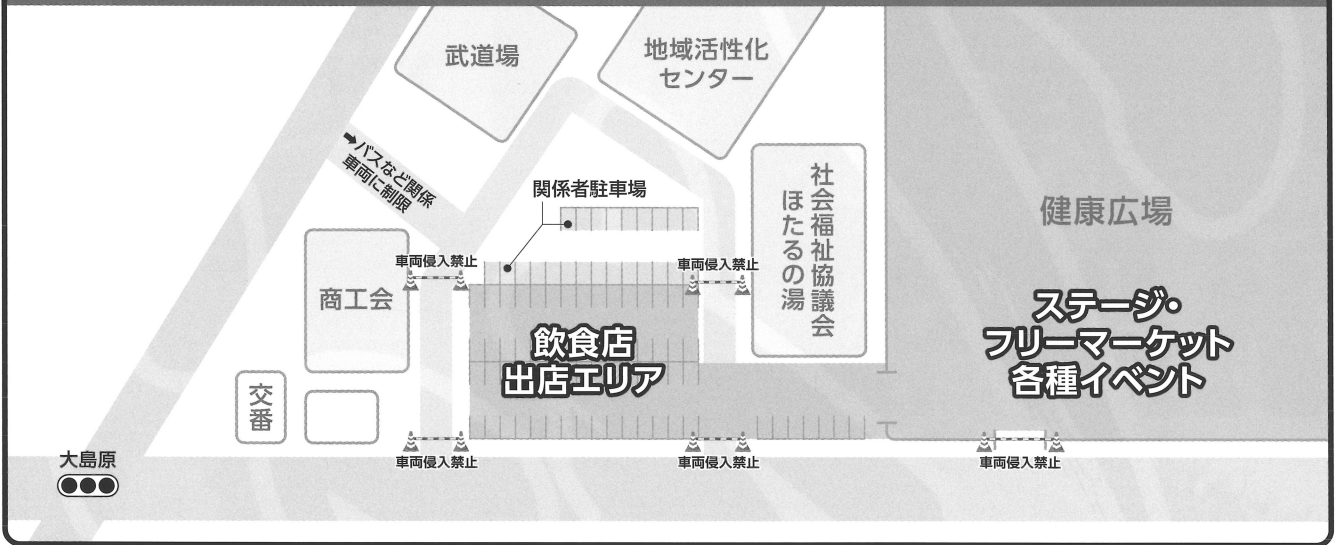 武道場
地域活性化
センター
➡バスなど関係
車両に制限
関係者駐車場
社会福祉協議会
ほたるの湯
健康広場
車両侵入禁止
車両侵入禁止
商工会
飲食店
出店エリア
ステージ・
フリーマーケット
各種イベント
交番
大島原
車両侵入禁止
車両侵入禁止
車両侵入禁止